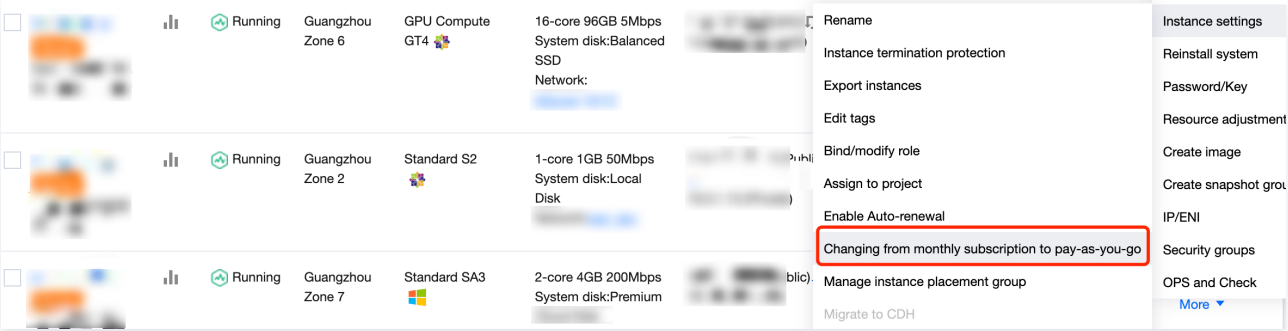 Running
Guangzhou
Zone 6
GPU Compute
GT4
16-core 96GB 5Mbps
System disk:Balanced
SSD
Network:
Running
Guangzhou
Zone 2
Standard S2
1-core 1GB 50Mbps
System disk:Local
Disk
Running
Guangzhou
Zone 7
Standard SA3
2-core 4GB 200Mbps
System disk:Premium
Rename
Instance termination protection
Export instances
Edit tags
Bind/modify role
Assign to project
Enable Auto-renewal
Changing from monthly subscription to pay-as-you-go
Manage instance placement group
Migrate to CDH
Instance settings
Reinstall system
Password/Key
Resource adjustment
Create image
Create snapshot grou
IP/ENI
Security groups
OPS and Check
More